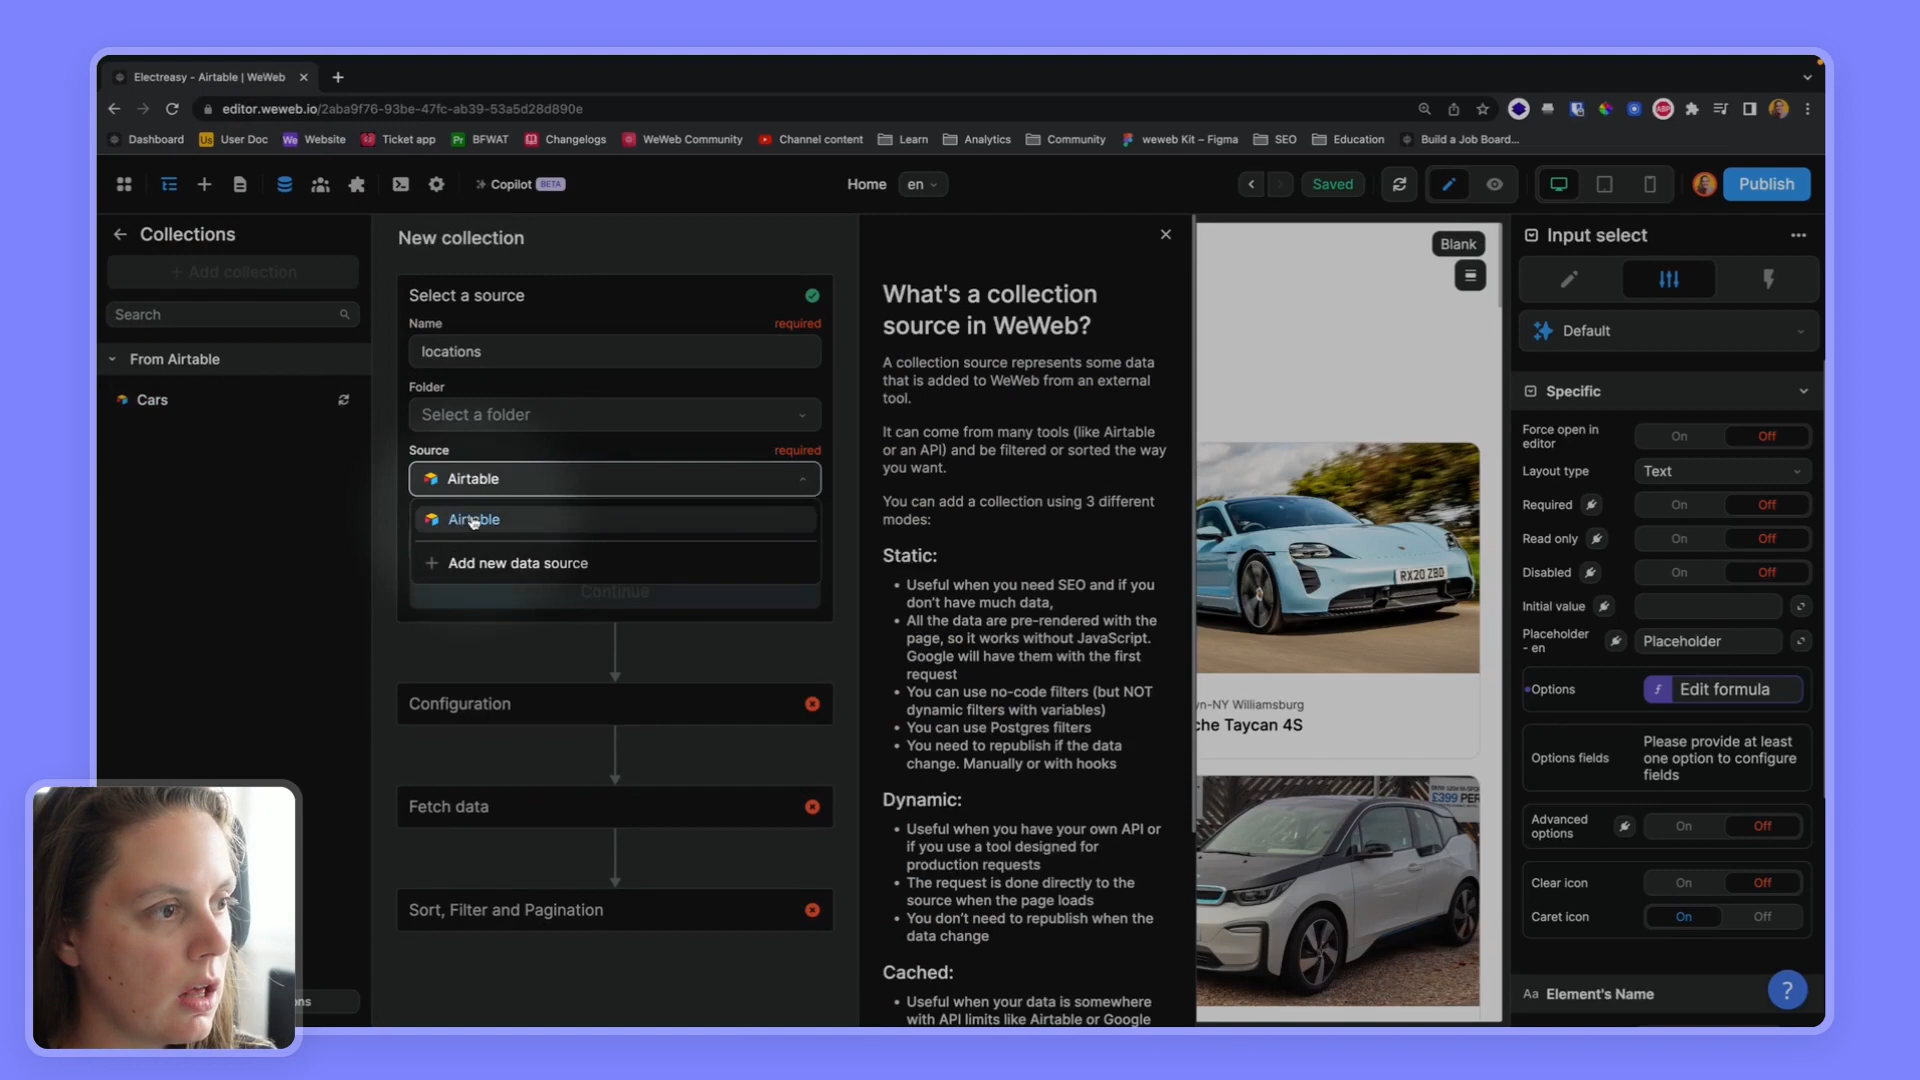 Electreasy - Airtable | WeWeb
editor.weweb.io/2aba9f76-93be-47fc-ab39-53a5d28d890e
Dashboard
Us User Doc
We Website
Ticket app
Pr BFWAT
Changelogs
WeWeb Community
Channel content
Learn
Analytics
Community
weweb Kit – Figma
SEO
Education
Build a Job Board...
Copilot BETA
Home
en
Saved
Publish
Collections
+ Add collection
Search
From Airtable
Cars
New collection
Select a source
Name
required
locations
Folder
Select a folder
Source
required
Airtable
Airtable
Add new data source
Continue
Configuration
Fetch data
Sort, Filter and Pagination
What's a collection
source in WeWeb?
A collection source represents some data
that is added to WeWeb from an external
tool.
It can come from many tools (like Airtable
or an API) and be filtered or sorted the way
you want.
You can add a collection using 3 different
modes:
Static:
• Useful when you need SEO and if you
don't have much data,
• All the data are pre-rendered with the
page, so it works without JavaScript.
Google will have them with the first
request
• You can use no-code filters (but NOT
dynamic filters with variables)
• You can use Postgres filters
• You need to republish if the data
change. Manually or with hooks
Dynamic:
• Useful when you have your own API or
if you use a tool designed for
production requests
• The request is done directly to the
source when the page loads
• You don't need to republish when the
data change
Cached:
• Useful when your data is somewhere
with API limits like Airtable or Google
Blank
RX20 ZBD
yn-NY Williamsburg
che Taycan 4S
£399 PER
Input select
Default
Specific
Force open in
editor
On
Off
Layout type
Text
Required
On
Off
Read only
On
Off
Disabled
On
Off
Initial value
Placeholder
- en
Placeholder
Options
Edit formula
Options fields
Please provide at least
one option to configure
fields
Advanced
options
On
Off
Clear icon
On
Off
Caret icon
On
Off
Aa Element's Name
?
ns